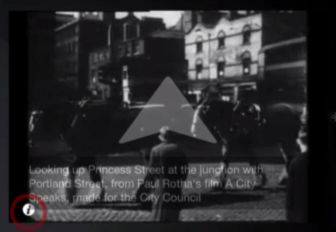 Looking up Princess Street at the junction with
Portland Street, from Paul Rotha's film A City
Speaks, made for the City Council
i